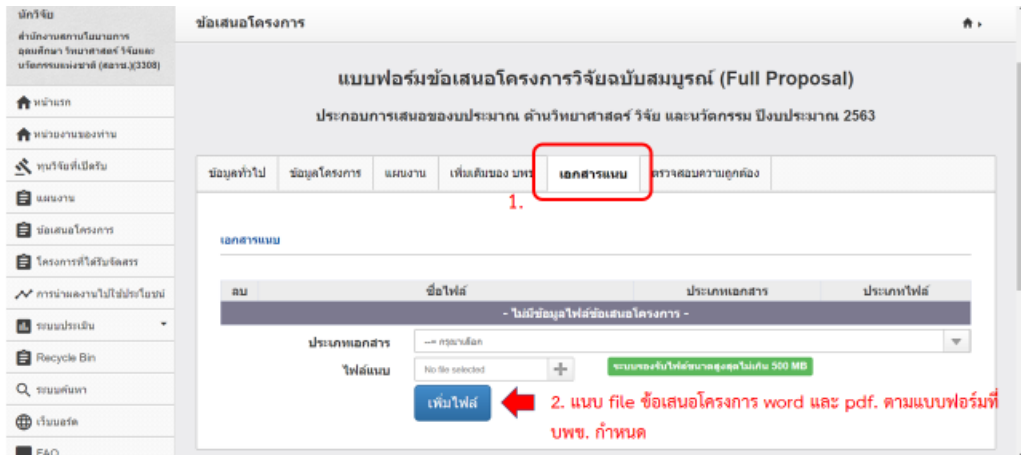 นักวิจัย
สำนักงานสภานโยบายการ
อุดมศึกษา วิทยาศาสตร์ วิจัยและ
นวัตกรรมแห่งชาติ (สอวช.)(3308)
หน้าแรก
หน่วยงานของท่าน
ทุนวิจัยที่เปิดรับ
แผนงาน
ข้อเสนอโครงการ
โครงการที่ได้รับจัดสรร
การนำผลงานไปใช้ประโยชน์
ระบบประเมิน
Recycle Bin
ระบบค้นหา
เว็บบอร์ด
FAQ
ข้อเสนอโครงการ
แบบฟอร์มข้อเสนอโครงการวิจัยฉบับสมบูรณ์ (Full Proposal)
ประกอบการเสนอของบประมาณ ด้านวิทยาศาสตร์ วิจัย และนวัตกรรม ปีงบประมาณ 2563
ข้อมูลทั่วไป ข้อมูลโครงการ แผนงาน เพิ่มเติมของ บพข เอกสารแนบ ตรวจสอบความถูกต้อง
1.
เอกสารแนบ
ลบ ชื่อไฟล์ ประเภทเอกสาร ประเภทไฟล์
- ไม่มีข้อมูลไฟล์ข้อเสนอโครงการ -
ประเภทเอกสาร --= กรุณาเลือก
ไฟล์แนบ No file selected ระบบรองรับไฟล์ขนาดสูงสุดไม่เกิน 500 MB
เพิ่มไฟล์ 2. แนบ file ข้อเสนอโครงการ word และ pdf. ตามแบบฟอร์มที่
บพข. กำหนด